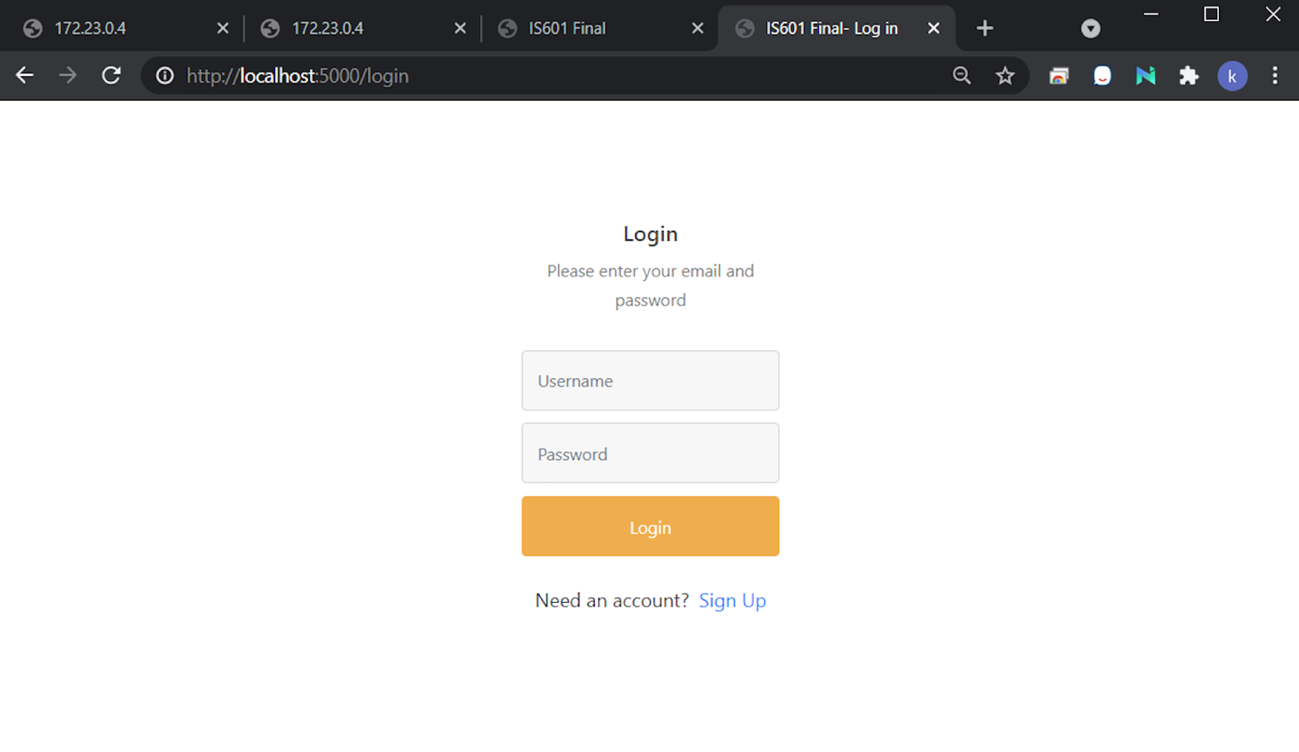 172.23.0.4 172.23.0.4 IS601 Final IS601 Final- Log in
http://localhost:5000/login k
Login
Please enter your email and
password
Username
Password
Login
Need an account? Sign Up